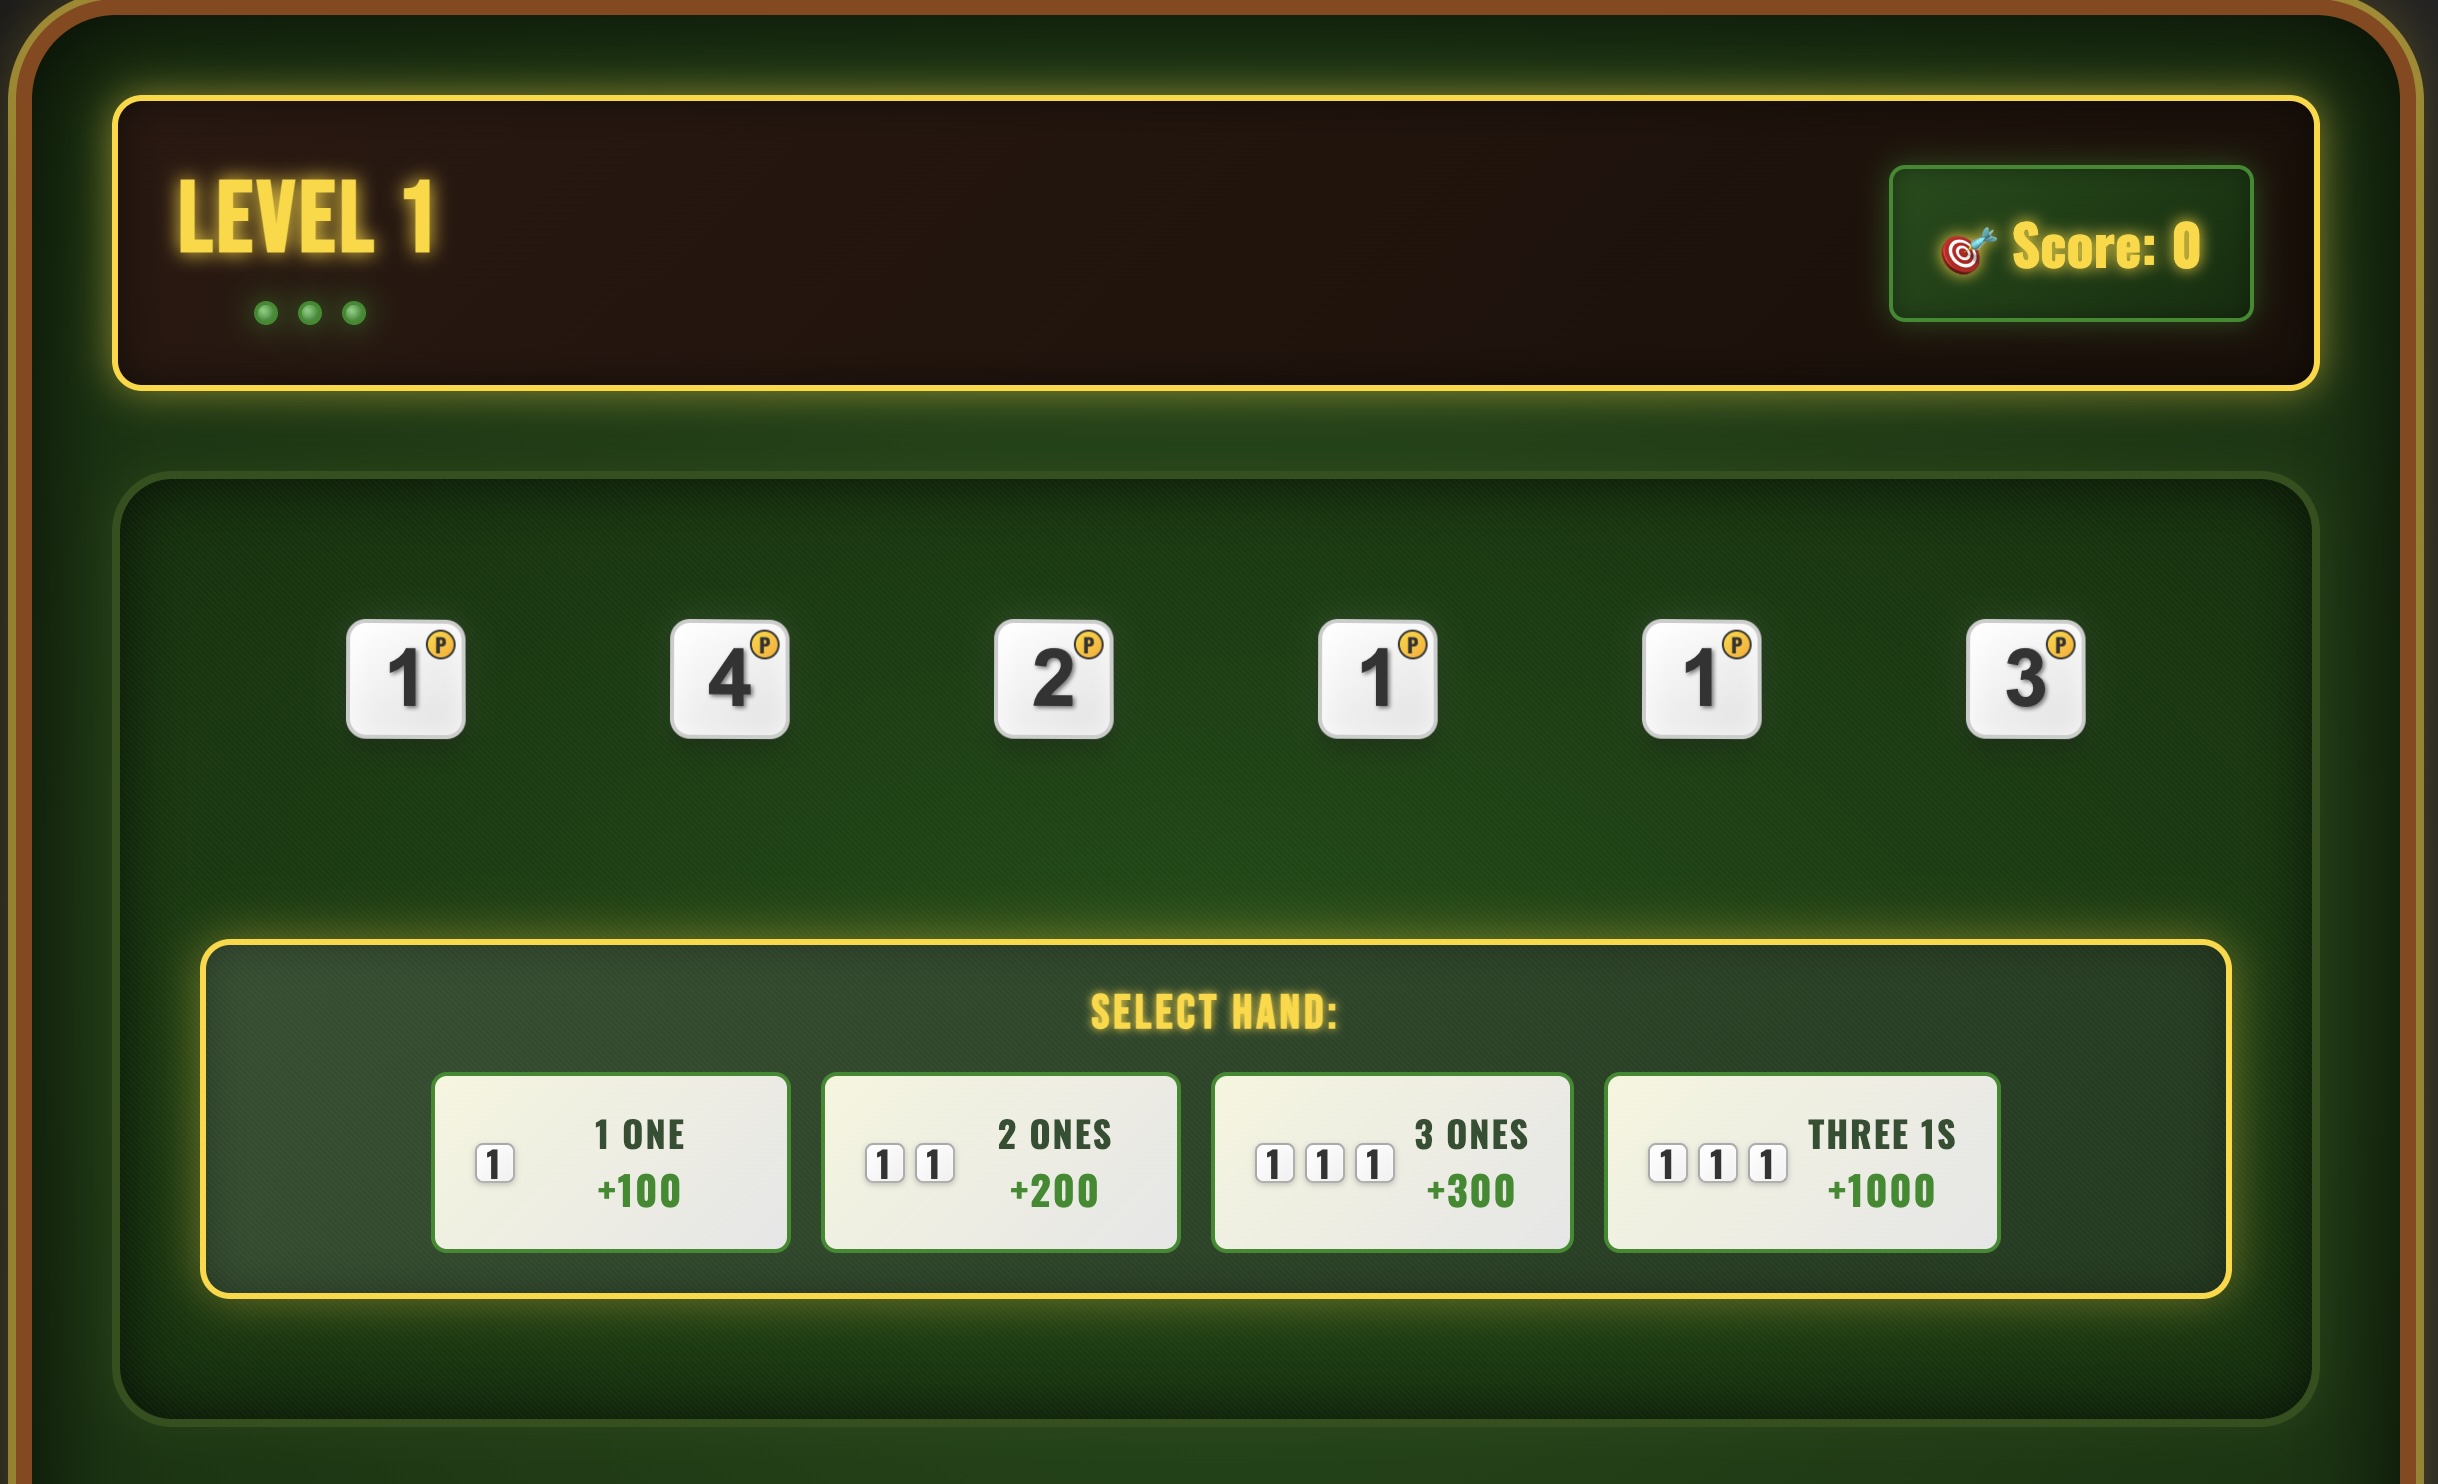 LEVEL 1
Score: 0
1 P
4 P
2 P
1 P
1 P
3 P
SELECT HAND:
1
1 ONE
+100
1 1
2 ONES
+200
1 1 1
3 ONES
+300
1 1 1
THREE 1S
+1000